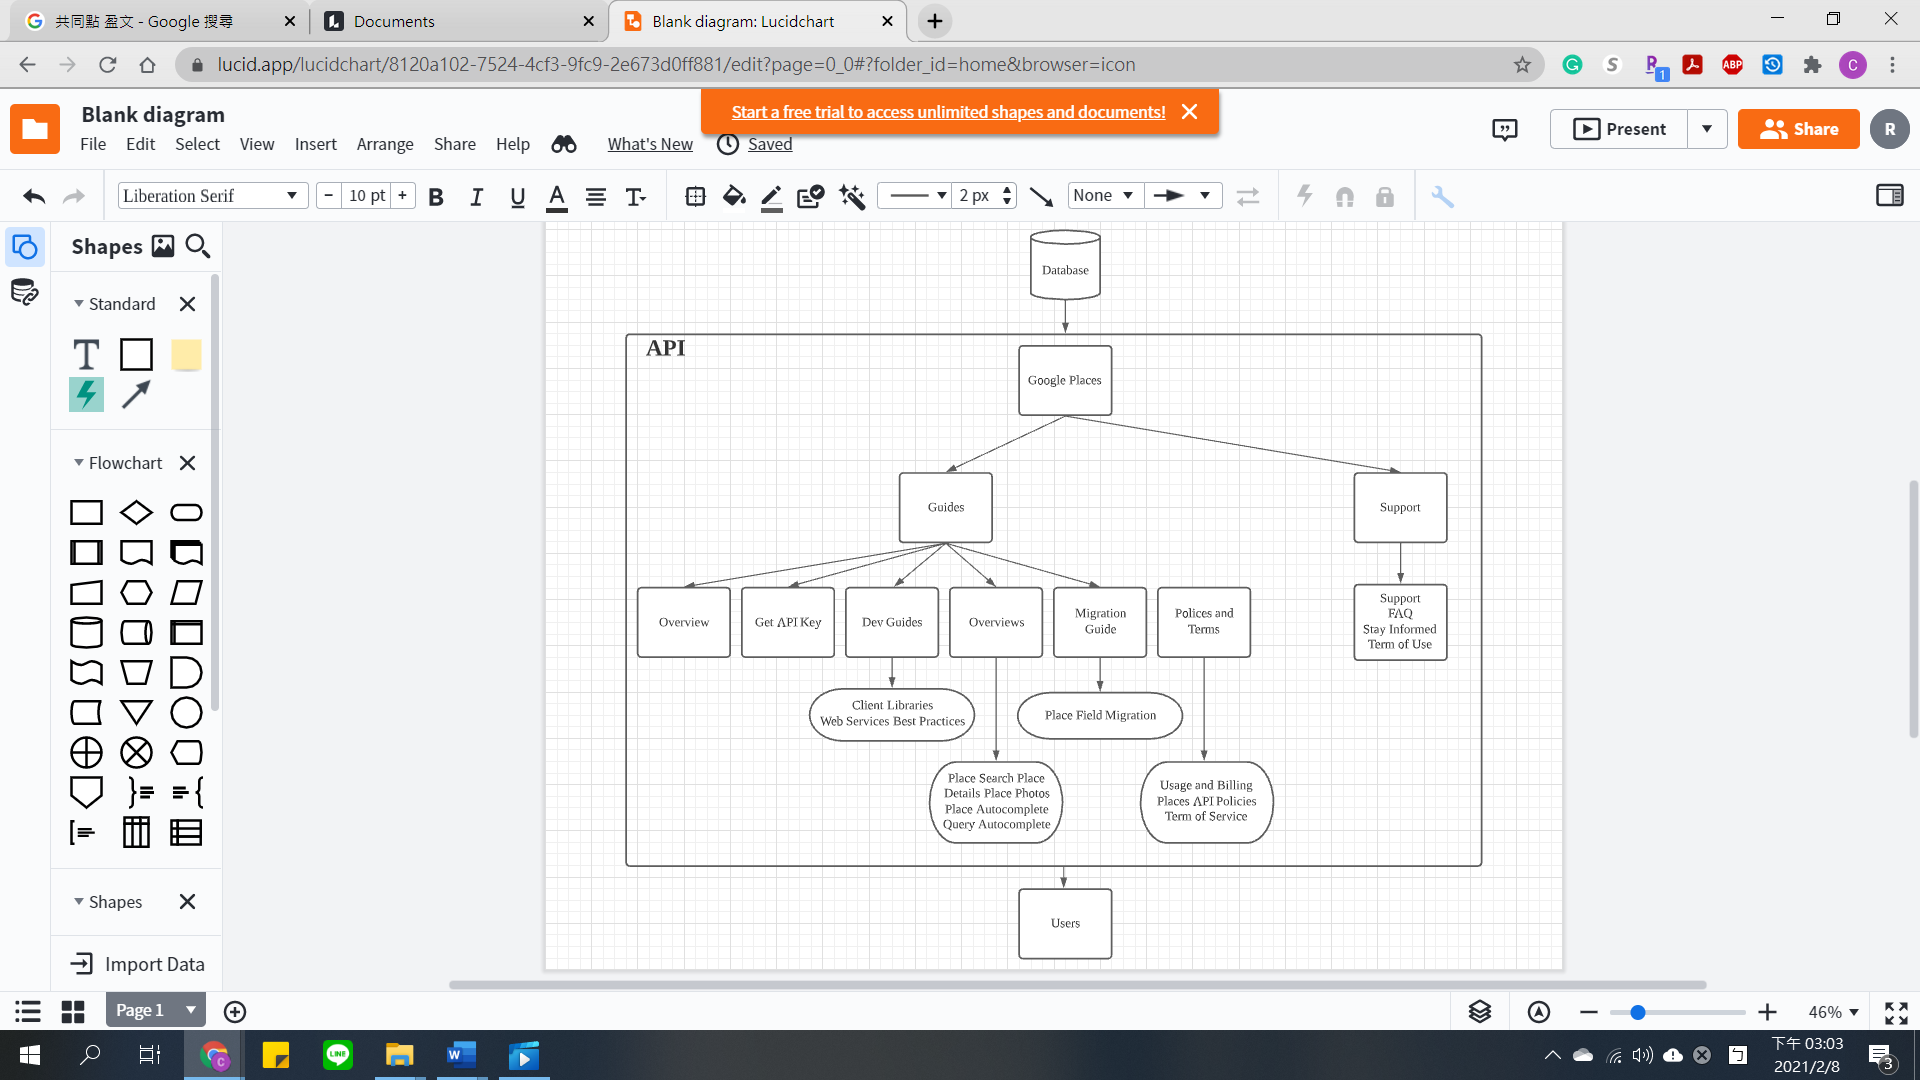 共同點 盈文 - Google 搜尋
Documents
Blank diagram: Lucidchart
lucid.app/lucidchart/8120a102-7524-4cf3-9fc9-2e673d0ff881/edit?page=0_0#?folder_id=home&browser=icon
S
R
1
ABP
C
Blank diagram
Start a free trial to access unlimited shapes and documents!
File Edit Select View Insert Arrange Share Help What's New Saved
Present
Share
R
Liberation Serif
- 10 pt +
B I U A T
2 px
None
Shapes
Standard
T
Flowchart
Shapes
Import Data
Database
API
Google Places
Guides
Support
Overview
Get API Key
Dev Guides
Overviews
Migration
Guide
Polices and
Terms
Support
FAQ
Stay Informed
Term of Use
Client Libraries
Web Services Best Practices
Place Field Migration
Place Search Place
Details Place Photos
Place Autocomplete
Query Autocomplete
Usage and Billing
Places API Policies
Term of Service
Users
Page 1
46%
C
LINE
W
下午 03:03
2021/2/8
3